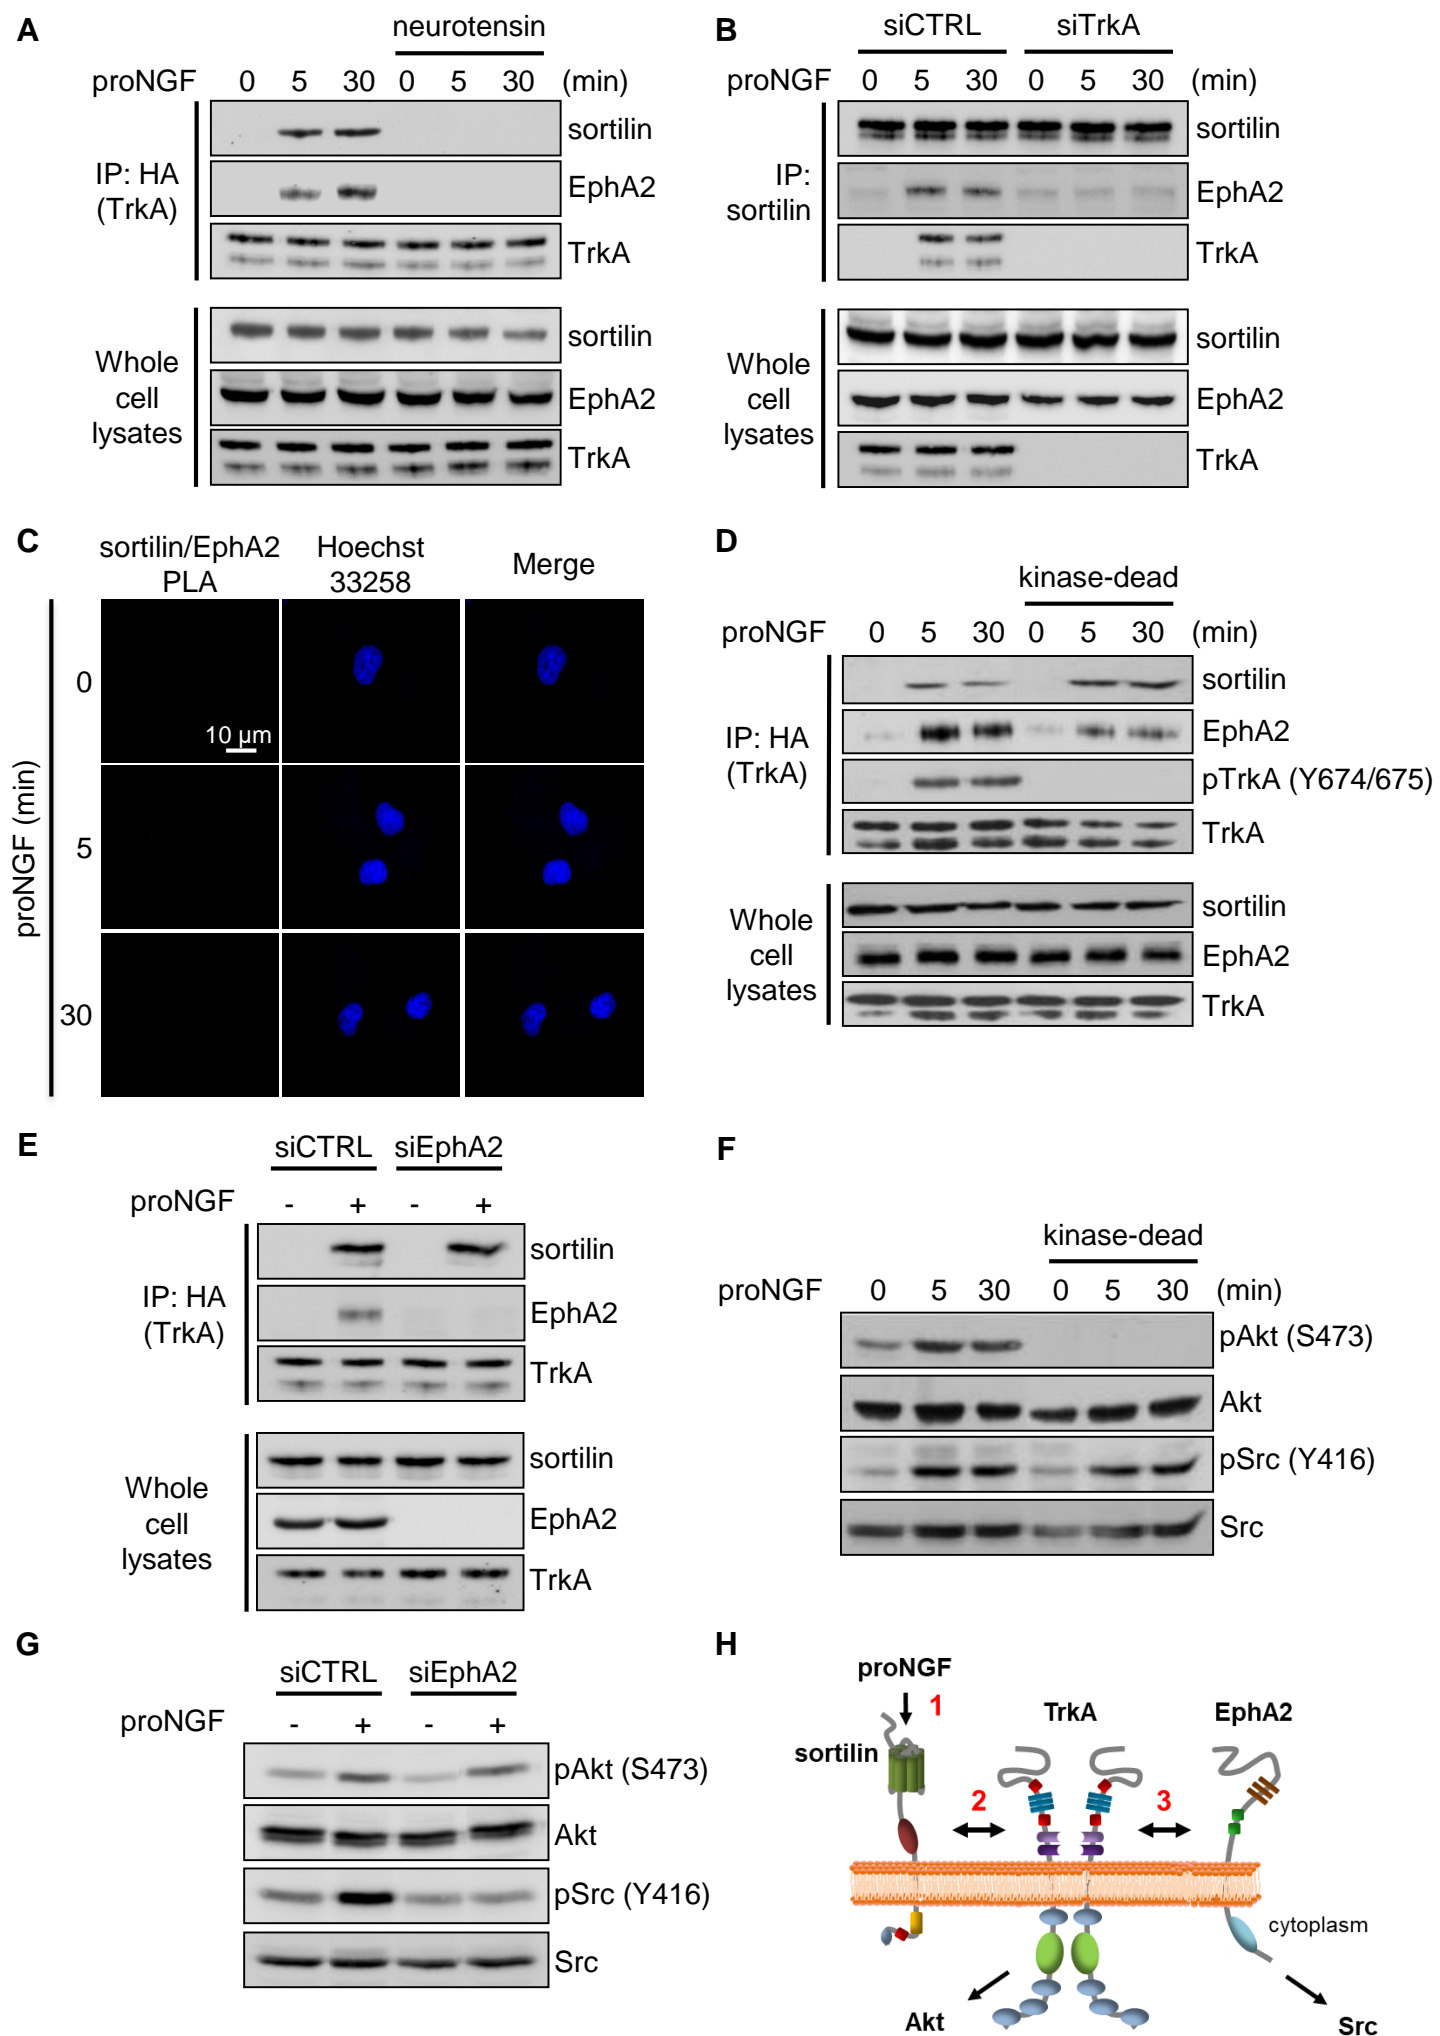 A
neurotensin
proNGF 0 5 30 0 5 30 (min)
IP: HA
(TrkA)
sortilin
EphA2
TrkA
Whole
cell
lysates
sortilin
EphA2
TrkA
B
siCTRL siTrkA
proNGF 0 5 30 0 5 30 (min)
IP:
sortilin
sortilin
EphA2
TrkA
Whole
cell
lysates
sortilin
EphA2
TrkA
C
sortilin/EphA2
PLA
Hoechst
33258
Merge
proNGF (min)
0
10 µm
5
30
D
kinase-dead
proNGF 0 5 30 0 5 30 (min)
IP: HA
(TrkA)
sortilin
EphA2
pTrkA (Y674/675)
TrkA
Whole
cell
lysates
sortilin
EphA2
TrkA
E
siCTRL siEphA2
proNGF - + - +
IP: HA
(TrkA)
sortilin
EphA2
TrkA
Whole
cell
lysates
sortilin
EphA2
TrkA
F
kinase-dead
proNGF 0 5 30 0 5 30 (min)
pAkt (S473)
Akt
pSrc (Y416)
Src
G
siCTRL siEphA2
proNGF - + - +
pAkt (S473)
Akt
pSrc (Y416)
Src
H
proNGF
1
TrkA
EphA2
sortilin
2
3
cytoplasm
Akt
Src